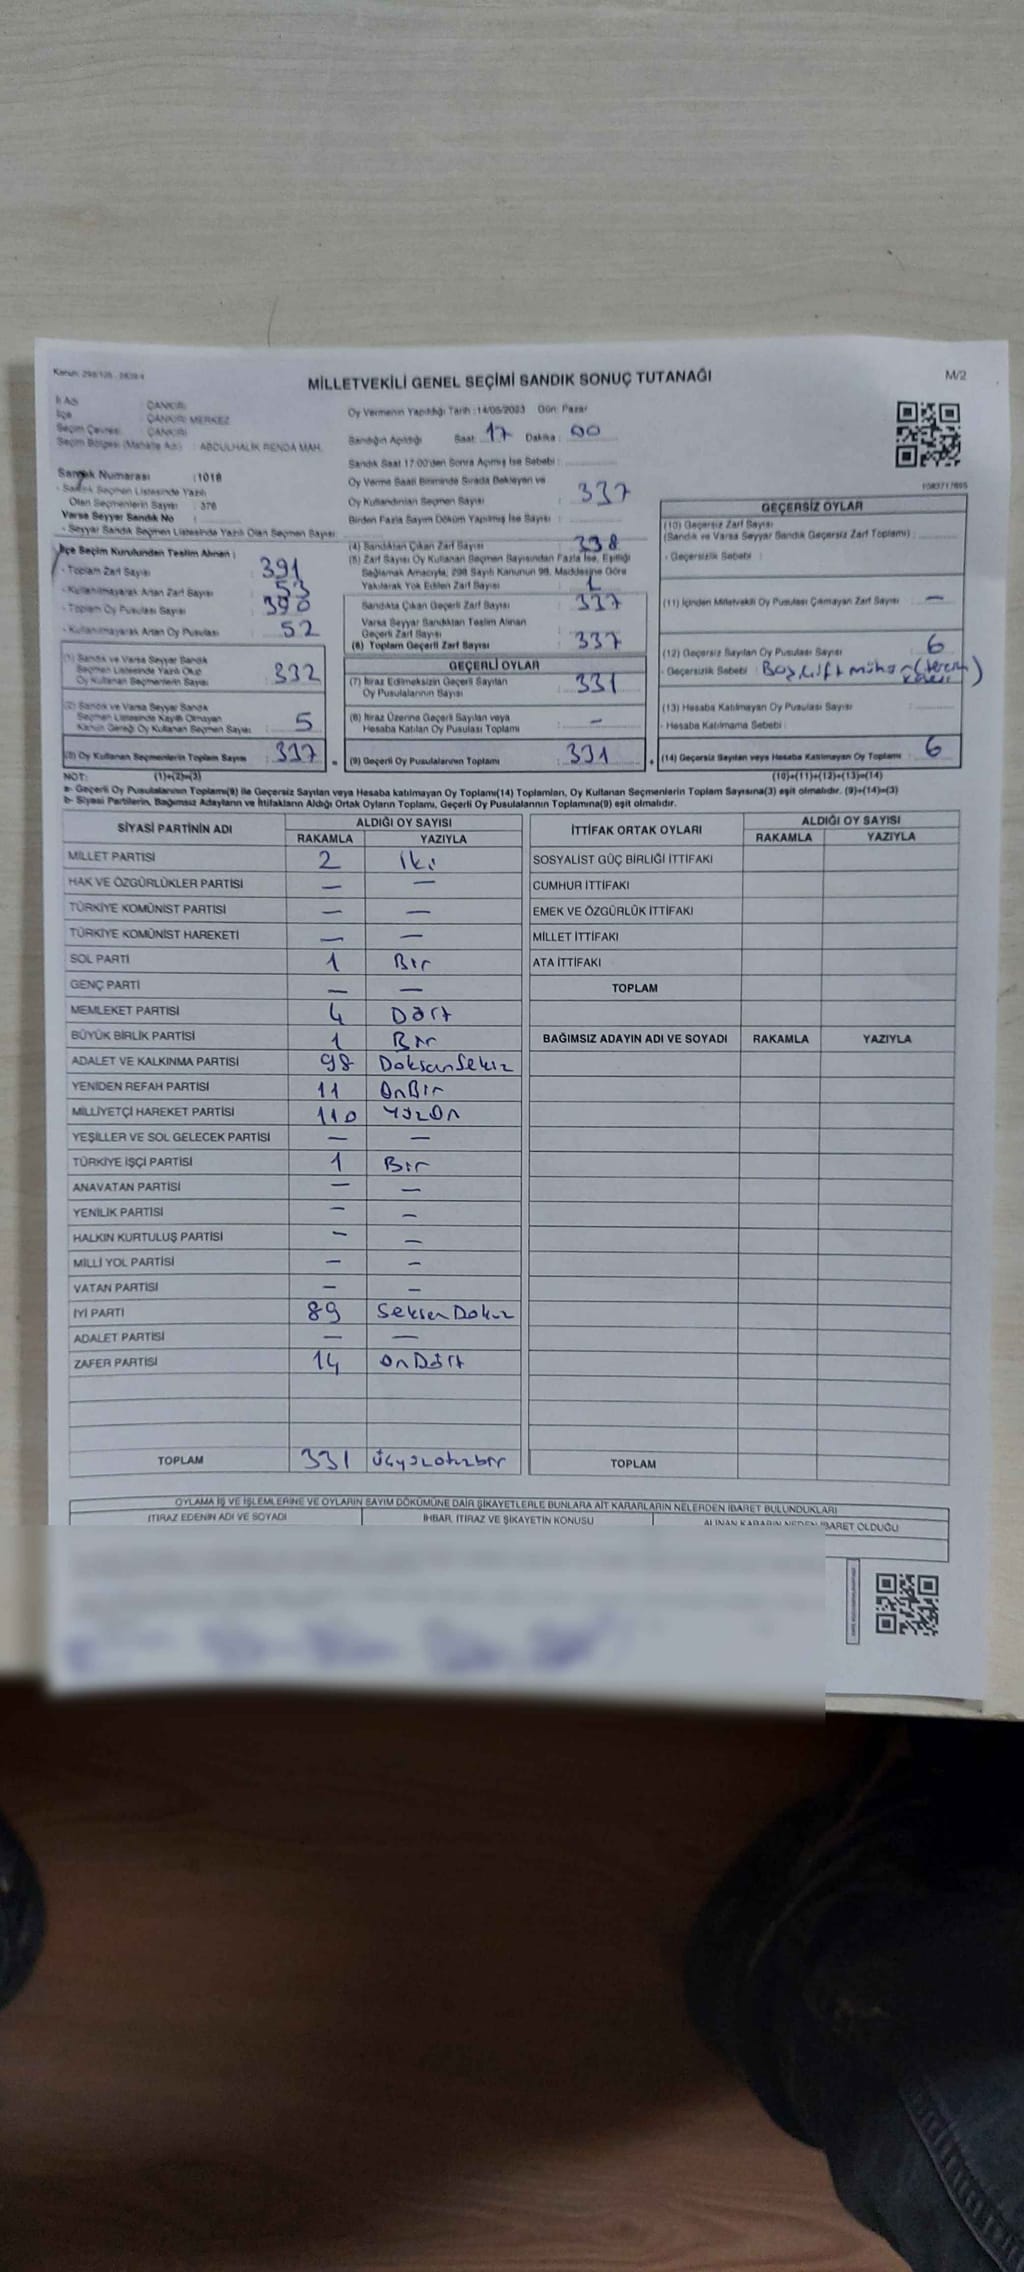 MİLLETVEKİLİ GENEL SEÇİMİ SANDIK SONUÇ TUTANAĞI
M/2
İl Adı : ÇANKIRI
İlçe : ÇANKIRI MERKEZ
Seçim Çevresi : ÇANKIRI
Seçim Bölgesi (Mahalle Adı) : ABDULHALİK RENDA MAH.
Oy Vermenin Yapıldığı Tarih :14/05/2023 Gün: Pazar
Sandığın Açıldığı Saat: 17 Dakika : 00
Sandık Saat 17:00'den Sonra Açılmış İse Sebebi :
Sandık Numarası :1018
- Sandık Seçmen Listesinde Yazılı
Olan Seçmenlerin Sayısı : 376
Varsa Seyyar Sandık No :
- Seyyar Sandık Seçmen Listesinde Yazılı Olan Seçmen Sayısı:
Oy Verme Saati Bitiminde Sırada Bekleyen ve
Oy Kullandırılan Seçmen Sayısı : 337
Birden Fazla Sayım Döküm Yapılmış İse Sayısı :
İlçe Seçim Kurulundan Teslim Alınan :
- Toplam Zarf Sayısı : 391
- Kullanılmayarak Artan Zarf Sayısı : 53
- Toplam Oy Pusulası Sayısı : 390
- Kullanılmayarak Artan Oy Pusulası : 52
(4) Sandıktan Çıkan Zarf Sayısı : 338
(5) Zarf Sayısı Oy Kullanan Seçmen Sayısından Fazla İse, Eşitliği
Sağlamak Amacıyla, 298 Sayılı Kanunun 98. Maddesine Göre
Yakılarak Yok Edilen Zarf Sayısı : 1
Sandıkta Çıkan Geçerli Zarf Sayısı : 337
Varsa Seyyar Sandıktan Teslim Alınan
Geçerli Zarf Sayısı
(6) Toplam Geçerli Zarf Sayısı : 337
(1) Sandık ve Varsa Seyyar Sandık
Seçmen Listesinde Yazılı Olup
Oy Kullanan Seçmenlerin Sayısı : 332
(2) Sandık ve Varsa Seyyar Sandık
Seçmen Listesinde Kayıtlı Olmayan
Kanun Gereği Oy Kullanan Seçmen Sayısı : 5
(3) Oy Kullanan Seçmenlerin Toplam Sayısı : 337
GEÇERLİ OYLAR
(7) İtiraz Edilmeksizin Geçerli Sayılan
Oy Pusulalarının Sayısı : 331
(8) İtiraz Üzerine Geçerli Sayılan veya
Hesaba Katılan Oy Pusulası Toplamı : –
(9) Geçerli Oy Pusulalarının Toplamı : 331
1083717895
GEÇERSİZ OYLAR
(10) Geçersiz Zarf Sayısı
(Sandık ve Varsa Seyyar Sandık Geçersiz Zarf Toplamı) :
- Geçersizlik Sebebi :
(11) İçinden Milletvekili Oy Pusulası Çıkmayan Zarf Sayısı : –
(12) Geçersiz Sayılan Oy Pusulası Sayısı : 6
- Geçersizlik Sebebi :
(13) Hesaba Katılmayan Oy Pusulası Sayısı :
- Hesaba Katılmama Sebebi :
(14) Geçersiz Sayılan veya Hesaba Katılmayan Oy Toplamı : 6
NOT: (1)+(2)=(3) (10)+(11)+(12)+(13)=(14)
a- Geçerli Oy Pusulalarının Toplamı(9) ile Geçersiz Sayılan veya Hesaba katılmayan Oy Toplamı(14) Toplamları, Oy Kullanan Seçmenlerin Toplam Sayısına(3) eşit olmalıdır. (9)+(14)=(3)
b- Siyasi Partilerin, Bağımsız Adayların ve İttifakların Aldığı Ortak Oyların Toplamı, Geçerli Oy Pusulalarının Toplamına(9) eşit olmalıdır.
SİYASİ PARTİNİN ADI ALDIĞI OY SAYISI
RAKAMLA YAZIYLA
MİLLET PARTİSİ 2 iki
HAK VE ÖZGÜRLÜKLER PARTİSİ – –
TÜRKİYE KOMÜNİST PARTİSİ – –
TÜRKİYE KOMÜNİST HAREKETİ – –
SOL PARTİ 1 Bir
GENÇ PARTİ – –
MEMLEKET PARTİSİ 4 Dört
BÜYÜK BİRLİK PARTİSİ 1 Bir
ADALET VE KALKINMA PARTİSİ 98 DoksanSekiz
YENİDEN REFAH PARTİSİ 11 OnBir
MİLLİYETÇİ HAREKET PARTİSİ 110 YüzOn
YEŞİLLER VE SOL GELECEK PARTİSİ – –
TÜRKİYE İŞÇİ PARTİSİ 1 Bir
ANAVATAN PARTİSİ – –
YENİLİK PARTİSİ – –
HALKIN KURTULUŞ PARTİSİ – –
MİLLİ YOL PARTİSİ – –
VATAN PARTİSİ – –
İYİ PARTİ 89 Seksen Dokuz
ADALET PARTİSİ – –
ZAFER PARTİSİ 14 OnDört
TOPLAM 331 Üçyüzotuzbir
İTTİFAK ORTAK OYLARI ALDIĞI OY SAYISI
RAKAMLA YAZIYLA
SOSYALİST GÜÇ BİRLİĞİ İTTİFAKI
CUMHUR İTTİFAKI
EMEK VE ÖZGÜRLÜK İTTİFAKI
MİLLET İTTİFAKI
ATA İTTİFAKI
TOPLAM
BAĞIMSIZ ADAYIN ADI VE SOYADI RAKAMLA YAZIYLA
TOPLAM
OYLAMA İŞ VE İŞLEMLERİNE VE OYLARIN SAYIM DÖKÜMÜNE DAİR ŞİKAYETLERLE BUNLARA AİT KARARLARIN NELERDEN İBARET BULUNDUKLARI
İTİRAZ EDENİN ADI VE SOYADI İHBAR, İTİRAZ VE ŞİKAYETİN KONUSU ALINAN KARARIN NEDEN İBARET OLDUĞU